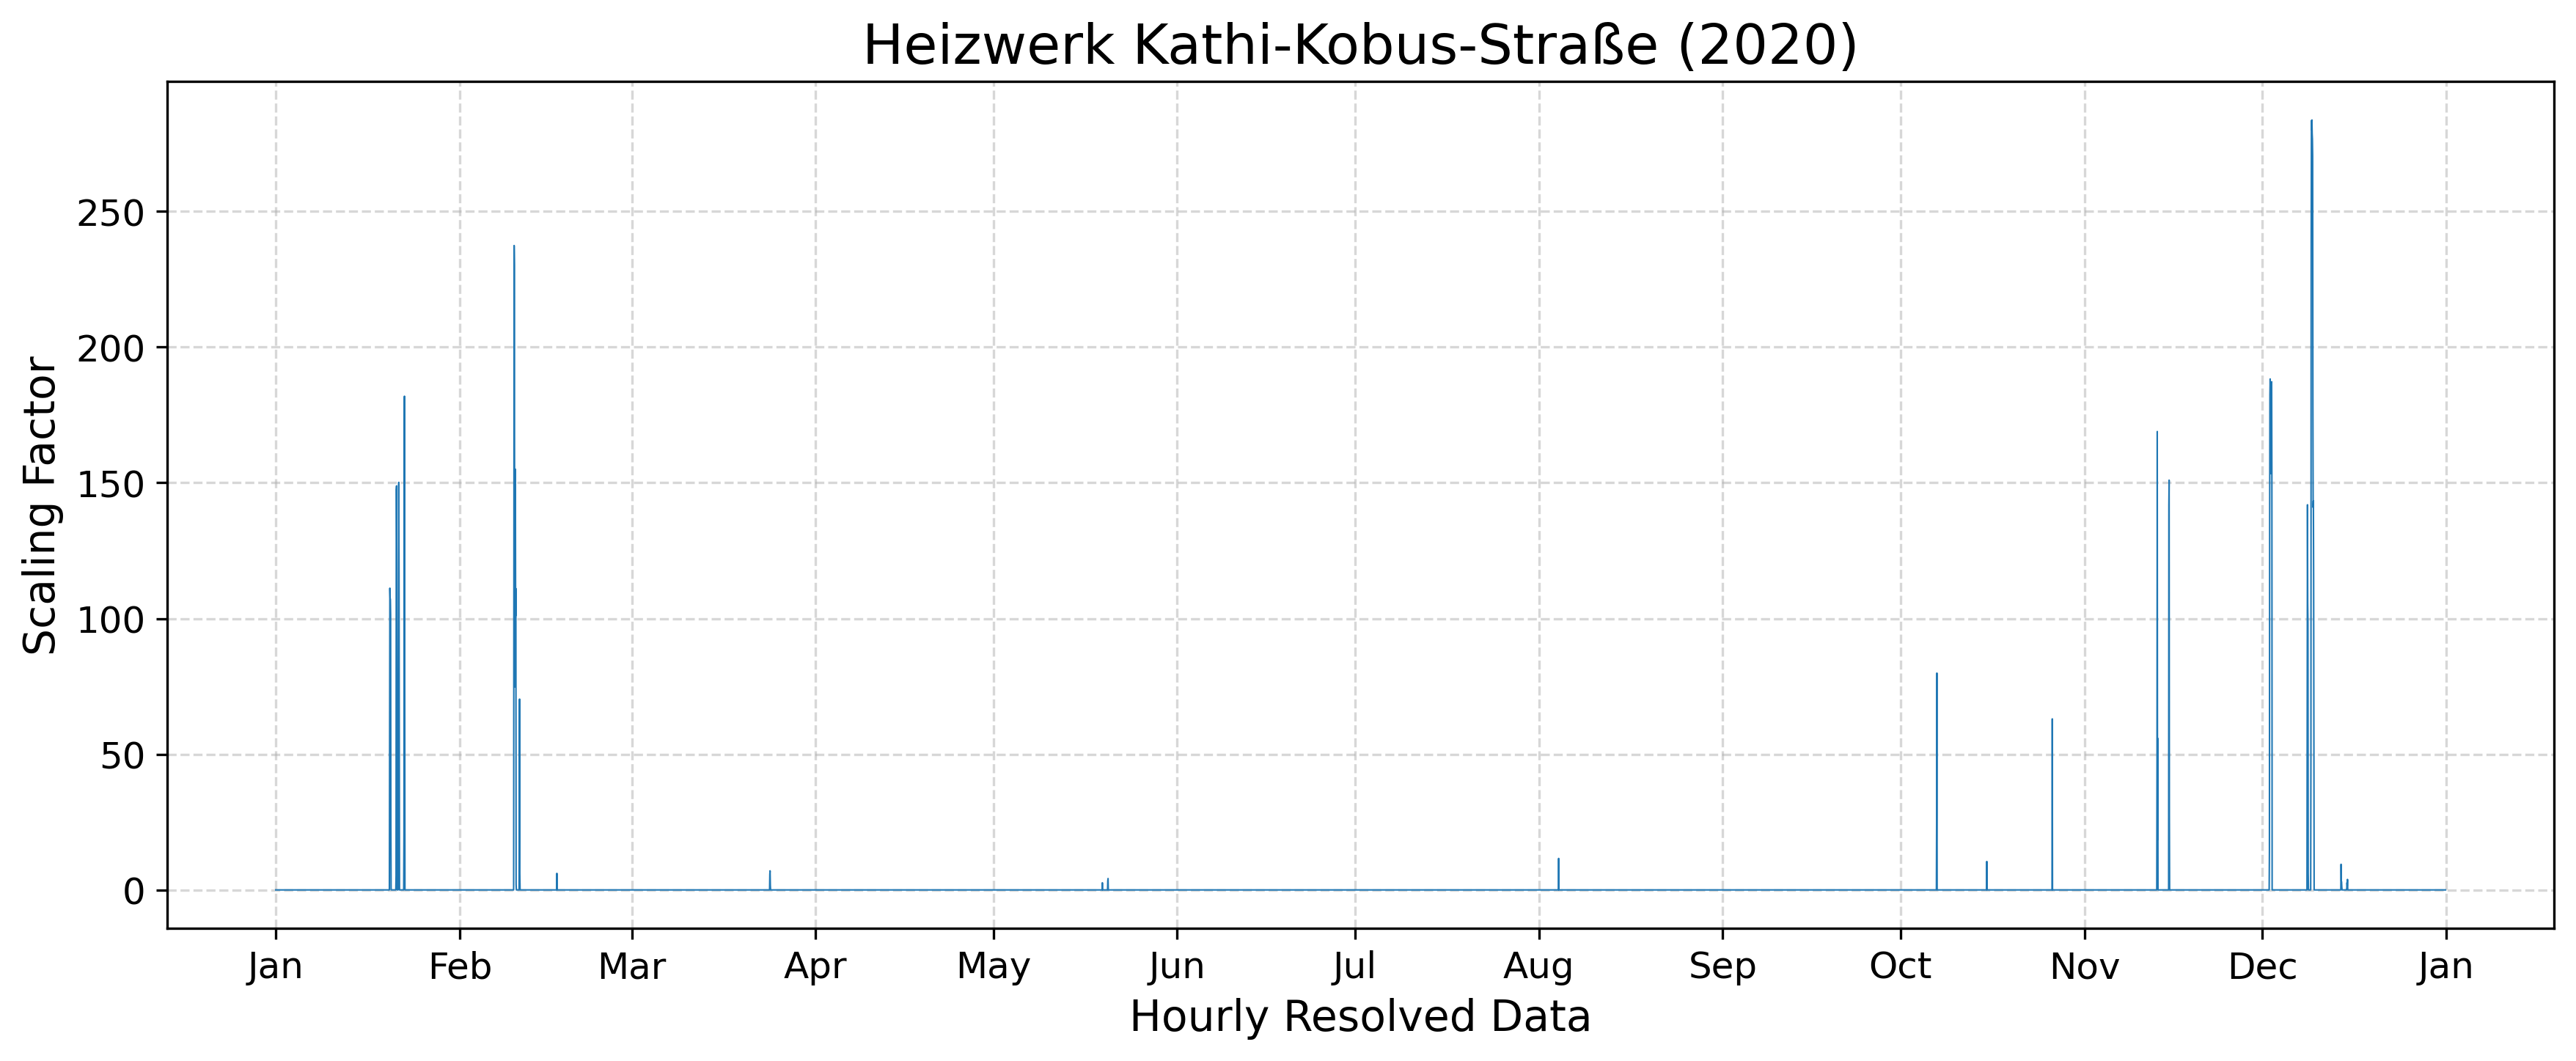 Heizwerk Kathi-Kobus-Straße (2020)
Scaling Factor
250
200
150
100
50
0
Jan Feb Mar Apr May Jun Jul Aug Sep Oct Nov Dec Jan
Hourly Resolved Data